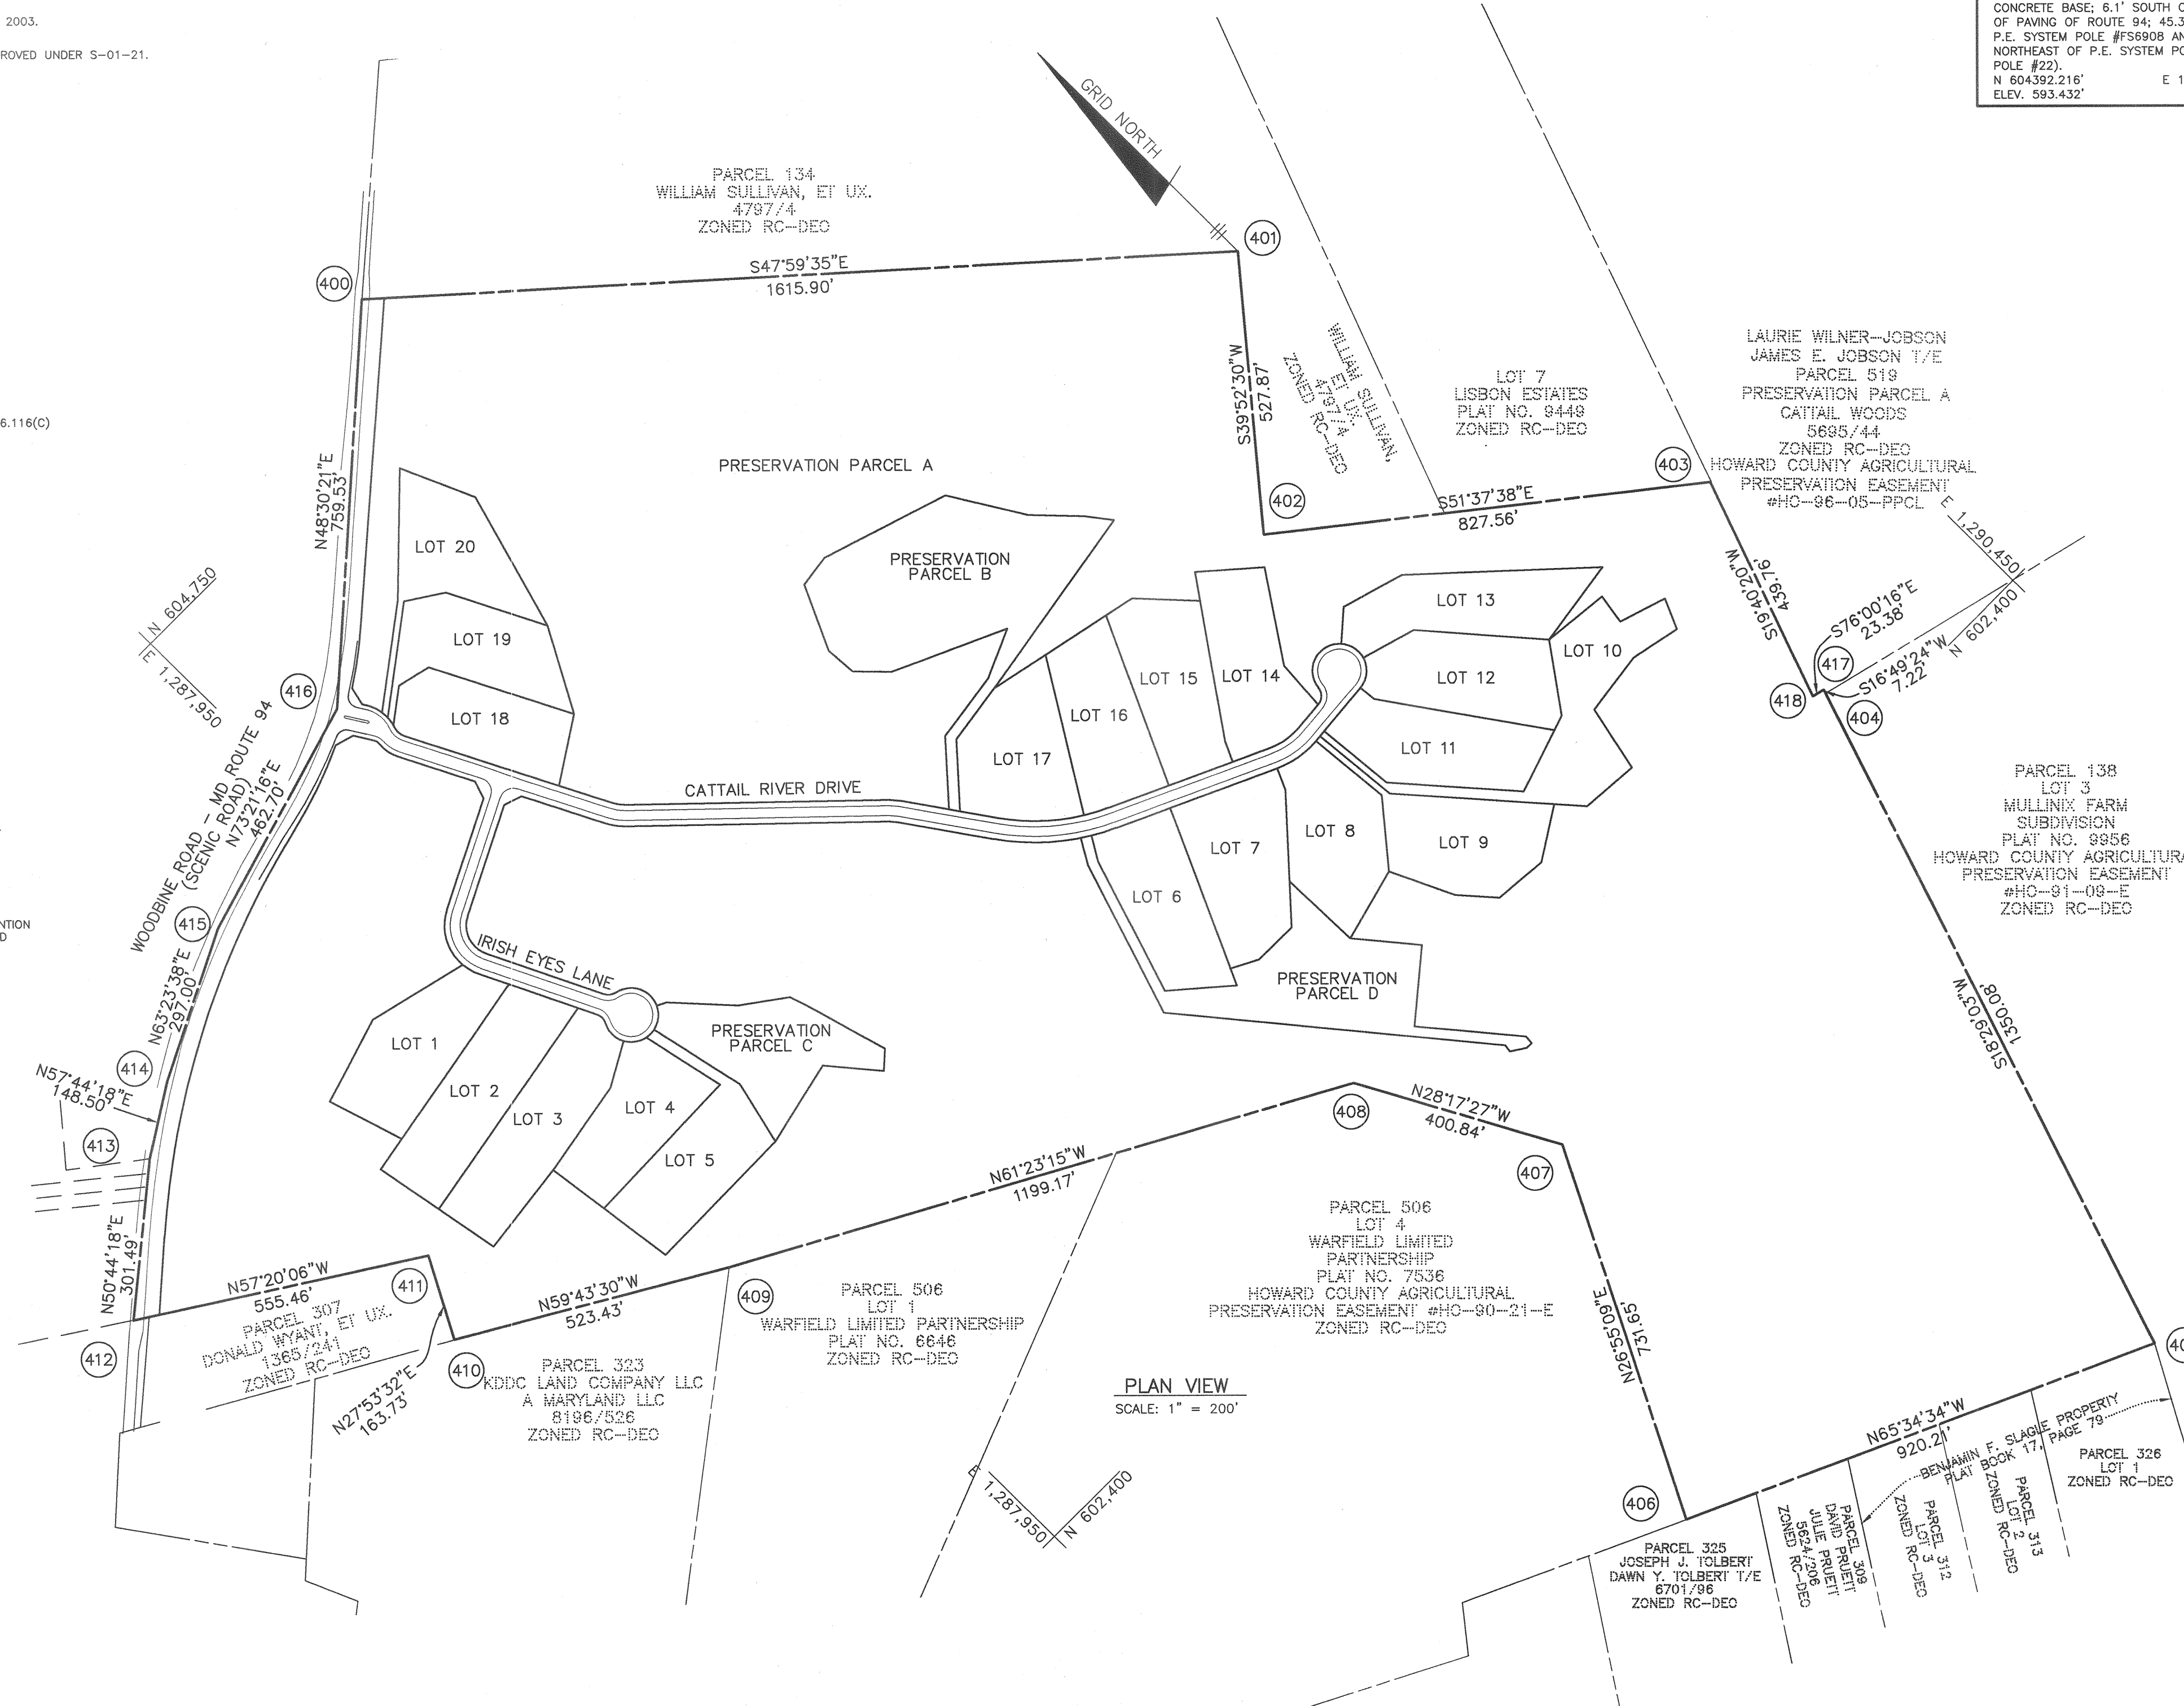 2003.
ROVED UNDER S-01-21.
6.116(C)
NTION
D
CONCRETE BASE; 6.1' SOUTH
OF PAVING OF ROUTE 94; 45.3
P.E. SYSTEM POLE #FS6908
NORTHEAST OF P.E. SYSTEM
POLE #22).
N 604392.216' E 1
ELEV. 593.432'
GRID NORTH
PARCEL 134
WILLIAM SULLIVAN, ET UX.
4797/4
ZONED RC-DEO
400
S47°59'35"E
1615.90'
401
S39°52'30"W
527.87'
WILLIAM SULLIVAN,
ET UX.
4797/4
ZONED RC-DEO
LOT 7
LISBON ESTATES
PLAT NO. 9449
ZONED RC-DEO
LAURIE WILNER-JOBSON
JAMES E. JOBSON T/E
PARCEL 519
PRESERVATION PARCEL A
CATTAIL WOODS
5695/44
ZONED RC-DEO
HOWARD COUNTY AGRICULTURAL
PRESERVATION EASEMENT
#HO-96-05-PPCL
402
S51°37'38"E
827.56'
403
S19°40'20"W
439.76'
E 1,290,450
N 602,400
S76°00'16"E
23.38'
417
S16°49'24"W
7.22'
418
404
N48°30'21"E
759.53'
PRESERVATION PARCEL A
LOT 20
LOT 19
LOT 18
PRESERVATION
PARCEL B
LOT 13
LOT 10
LOT 12
LOT 14
LOT 15
LOT 16
LOT 17
LOT 11
N 604,750
E 1,287,950
416
WOODBINE ROAD - MD ROUTE 94
(SCENIC ROAD)
N73°21'16"E
462.70'
CATTAIL RIVER DRIVE
LOT 8
LOT 9
LOT 7
LOT 6
PARCEL 138
LOT 3
MULLINIX FARM
SUBDIVISION
PLAT NO. 9956
HOWARD COUNTY AGRICULTURA
PRESERVATION EASEMENT
#HO-91-09-E
ZONED RC-DEO
415
N63°23'38"E
297.00'
IRISH EYES LANE
PRESERVATION
PARCEL D
S18°29'03"W
1350.08'
414
N57°44'18"E
148.50'
413
LOT 1
LOT 2
LOT 3
LOT 4
LOT 5
PRESERVATION
PARCEL C
408
N28°17'27"W
400.84'
407
N61°23'15"W
1199.17'
N50°44'18"E
301.49'
N57°20'06"W
555.46'
411
412
PARCEL 307
DONALD WYANT, ET UX.
1365/241
ZONED RC-DEO
N27°53'32"E
163.73'
410
N59°43'30"W
523.43'
409
PARCEL 323
KDDC LAND COMPANY LLC
A MARYLAND LLC
8196/526
ZONED RC-DEO
PARCEL 506
LOT 1
WARFIELD LIMITED PARTNERSHIP
PLAT NO. 6646
ZONED RC-DEO
PARCEL 506
LOT 4
WARFIELD LIMITED
PARTNERSHIP
PLAT NO. 7536
HOWARD COUNTY AGRICULTURAL
PRESERVATION EASEMENT #HO-90-21-E
ZONED RC-DEO
N26°55'09"E
731.65'
PLAN VIEW
SCALE: 1" = 200'
E 1,287,950
N 602,400
406
N65°34'34"W
920.21'
BENJAMIN F. SLAGLE PROPERTY
PLAT BOOK 17, PAGE 79
PARCEL 325
JOSEPH J. TOLBERT
DAWN Y. TOLBERT T/E
6701/96
ZONED RC-DEO
PARCEL 309
DAVID PRUETT
JULIE PRUETT
5624/206
ZONED RC-DEO
PARCEL 312
LOT 3
ZONED RC-DEO
PARCEL 313
LOT 2
ZONED RC-DEO
PARCEL 326
LOT 1
ZONED RC-DEO